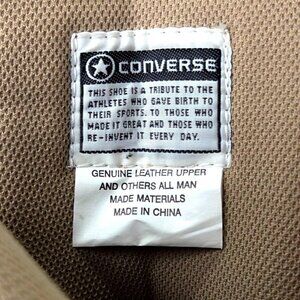 CONVERSE
THIS SHOE IS A TRIBUTE TO THE
ATHLETES WHO GAVE BIRTH TO
THEIR SPORTS. TO THOSE WHO
MADE IT GREAT AND THOSE WHO
RE-INVENT IT EVERY DAY.
GENUINE LEATHER UPPER
AND OTHERS ALL MAN
MADE MATERIALS
MADE IN CHINA